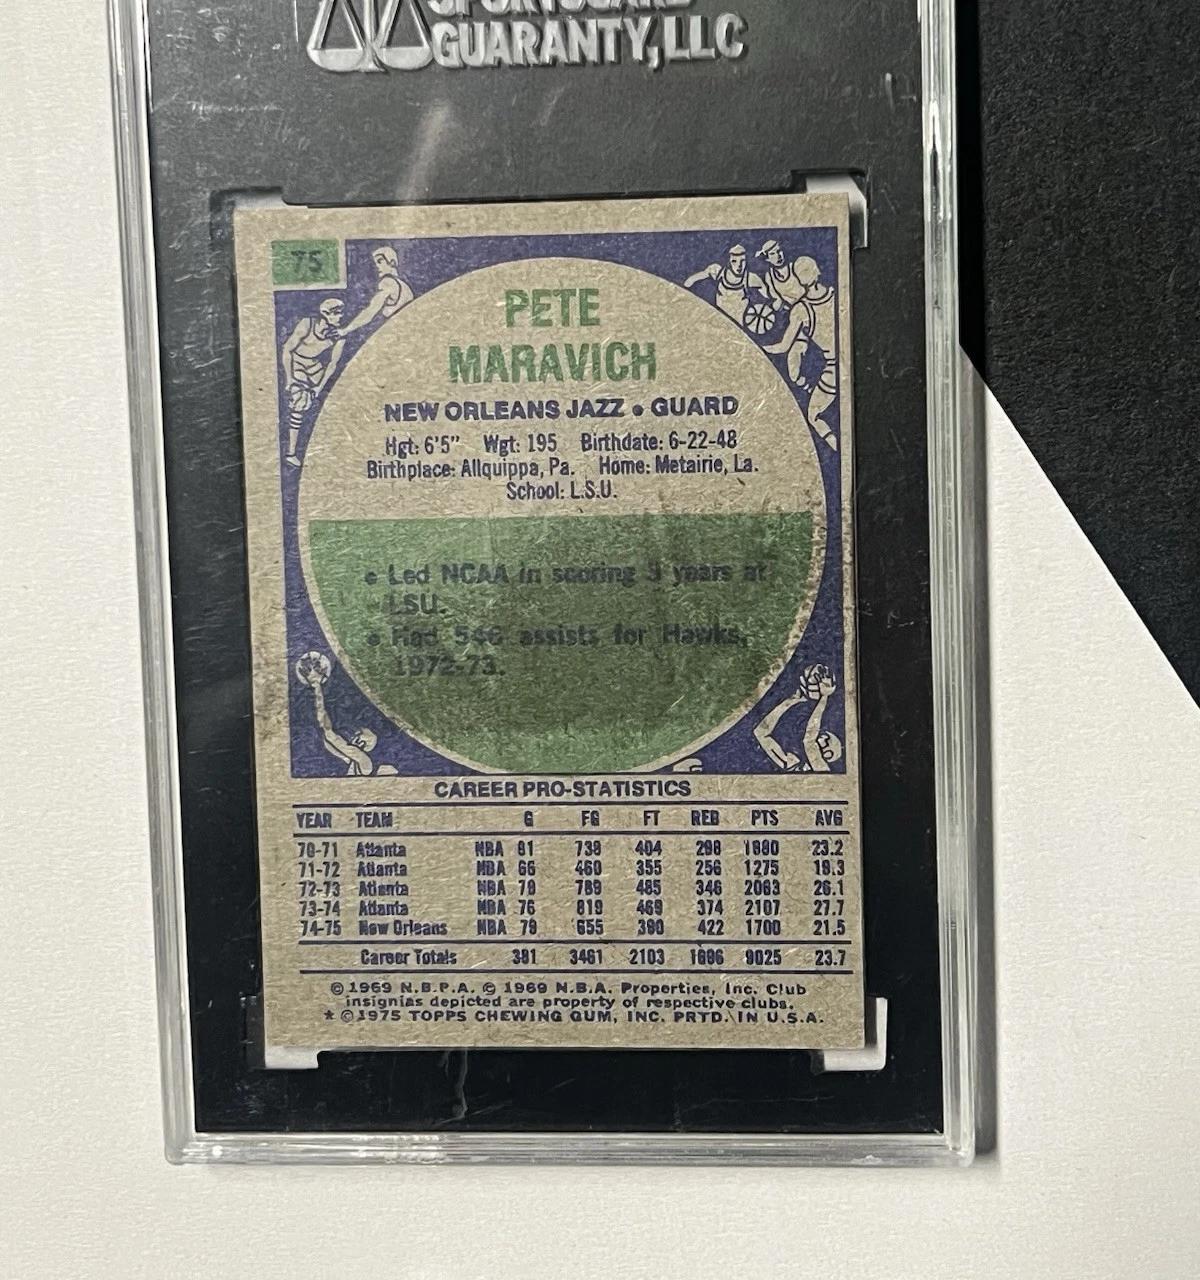 SPORTSCARD
GUARANTY, LLC
75
PETE
MARAVICH
NEW ORLEANS JAZZ • GUARD
Hgt: 6'5" Wgt: 195 Birthdate: 6-22-48
Birthplace: Allquippa, Pa. Home: Metairie, La.
School: L.S.U.
• Led NCAA in scoring 3 years at
LSU.
• Had 546 assists for Hawks,
1972-73.
CAREER PRO-STATISTICS
YEAR TEAM G FG FT REB PTS AVG
70-71 Atlanta NBA 81 738 404 298 1880 23.2
71-72 Atlanta NBA 66 460 355 256 1275 19.3
72-73 Atlanta NBA 79 789 485 346 2063 26.1
73-74 Atlanta NBA 76 819 469 374 2107 27.7
74-75 New Orleans NBA 79 655 390 422 1700 21.5
Career Totals 381 3461 2103 1696 9025 23.7
© 1969 N.B.P.A. © 1969 N.B.A. Properties, Inc. Club
insignias depicted are property of respective clubs.
* © 1975 TOPPS CHEWING GUM, INC. PRTD. IN U.S.A.